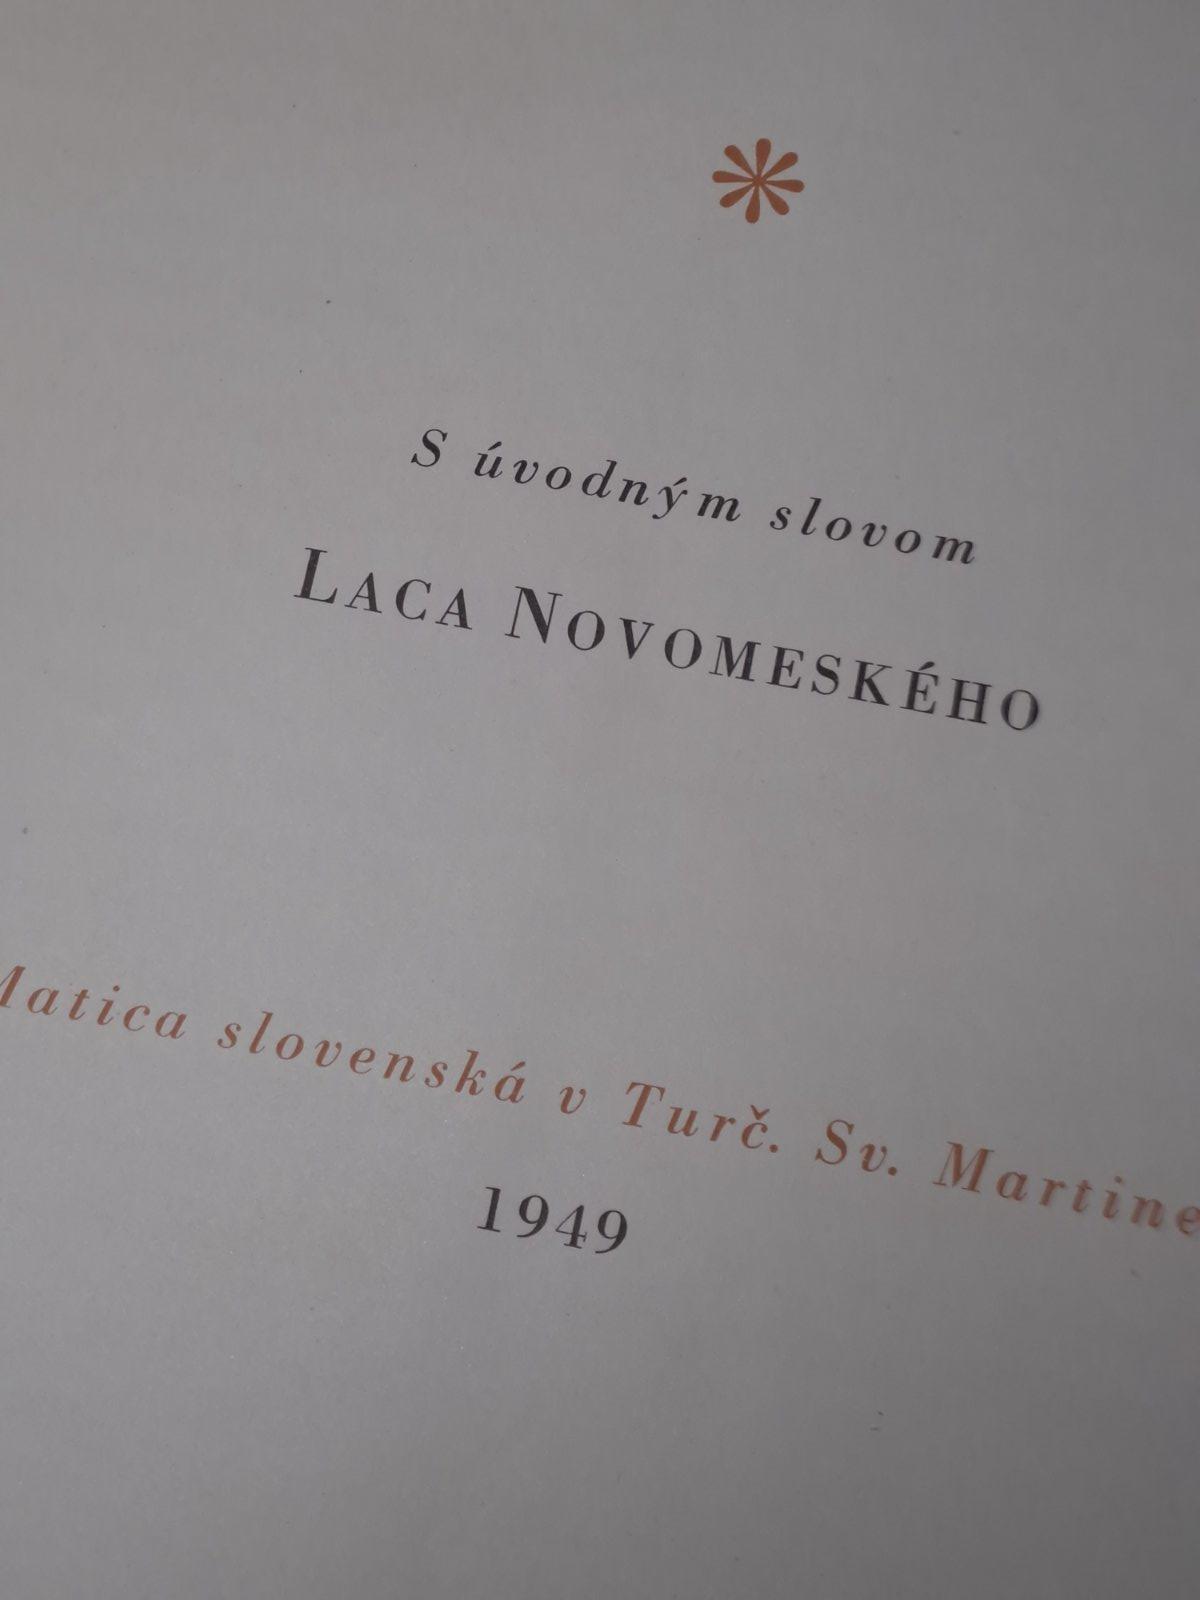 S úvodným slovom
LACA NOVOMESKÉHO
Matica slovenská v Turč. Sv. Martine
1949